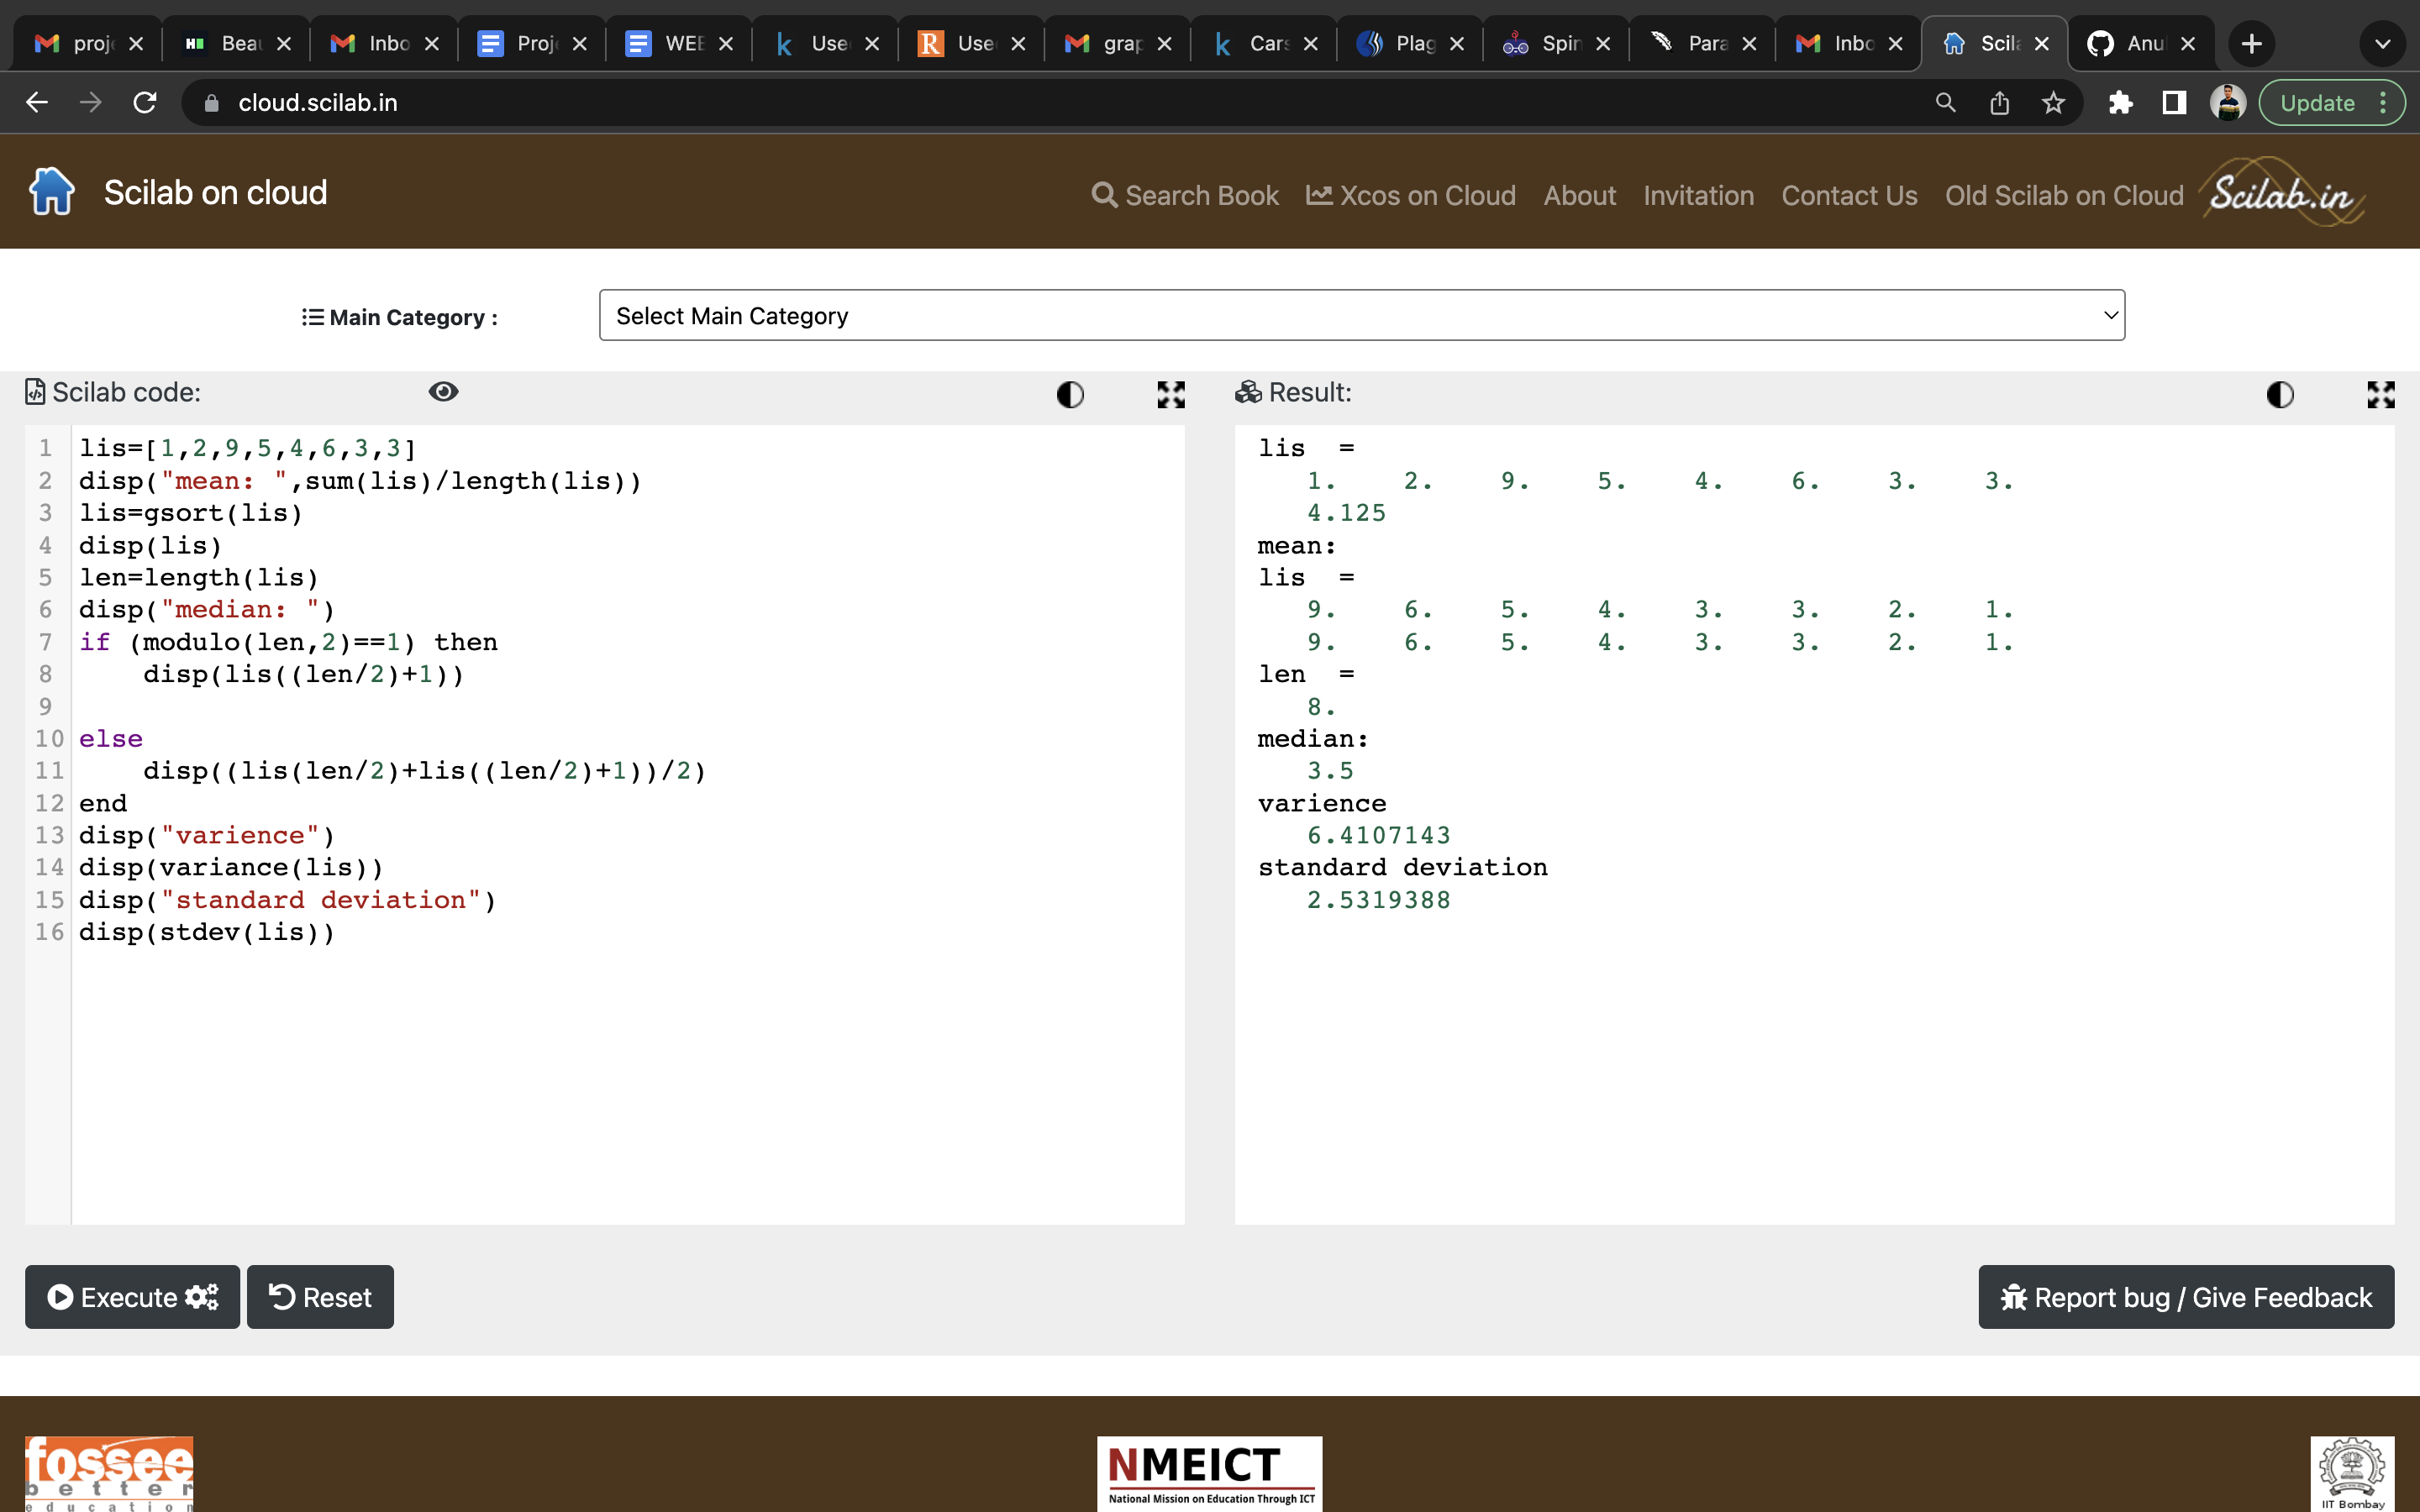 proj Beau Inbo Proj WEE Use Use grap Cars Plag Spin Para Inbo Scila Anul
cloud.scilab.in Update
Scilab on cloud Search Book Xcos on Cloud About Invitation Contact Us Old Scilab on Cloud Scilab.in
Main Category : Select Main Category
Scilab code:
1 lis=[1,2,9,5,4,6,3,3]
2 disp("mean: ",sum(lis)/length(lis))
3 lis=gsort(lis)
4 disp(lis)
5 len=length(lis)
6 disp("median: ")
7 if (modulo(len,2)==1) then
8 disp(lis((len/2)+1))
9
10 else
11 disp((lis(len/2)+lis((len/2)+1))/2)
12 end
13 disp("varience")
14 disp(variance(lis))
15 disp("standard deviation")
16 disp(stdev(lis))
Result:
lis =
1. 2. 9. 5. 4. 6. 3. 3.
4.125
mean:
lis =
9. 6. 5. 4. 3. 3. 2. 1.
9. 6. 5. 4. 3. 3. 2. 1.
len =
8.
median:
3.5
varience
6.4107143
standard deviation
2.5319388
Execute Reset Report bug / Give Feedback
fossee
better
education
NMEICT
National Mission on Education Through ICT
IIT Bombay